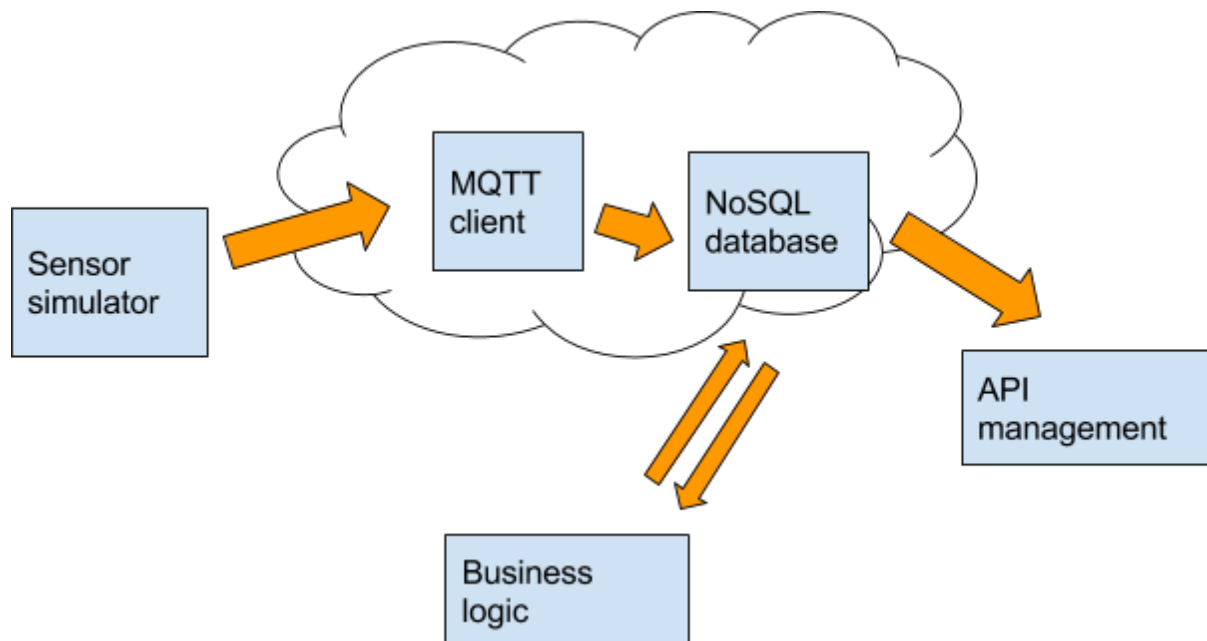 MQTT
client
NoSQL
database
Sensor
simulator
API
management
Business
logic